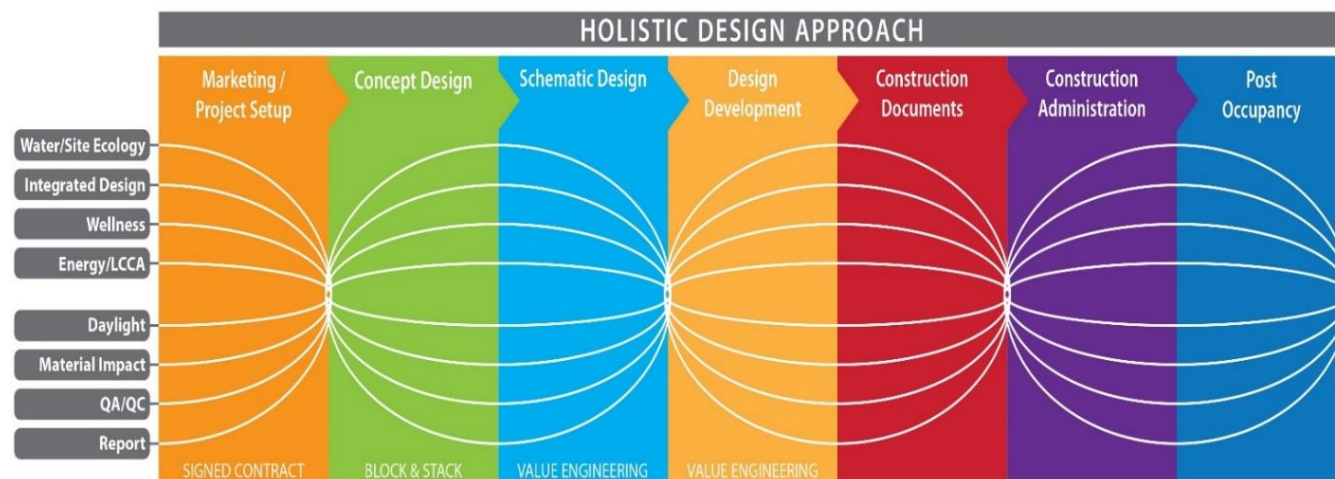 HOLISTIC DESIGN APPROACH
Marketing /
Project Setup
Concept Design
Schematic Design
Design
Development
Construction
Documents
Construction
Administration
Post
Occupancy
Water/Site Ecology
Integrated Design
Wellness
Energy/LCCA
Daylight
Material Impact
QA/QC
Report
SIGNED CONTRACT
BLOCK & STACK
VALUE ENGINEERING
VALUE ENGINEERING